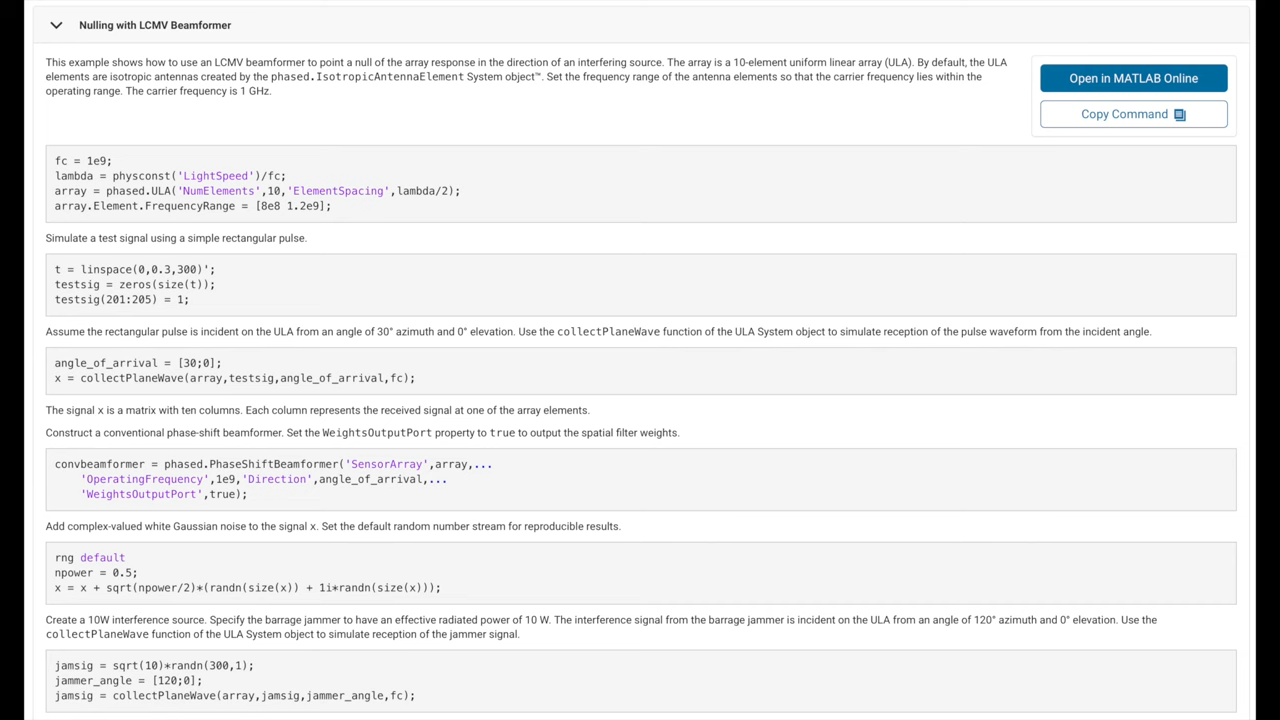 Nulling with LCMV Beamformer
This example shows how to use an LCMV beamformer to point a null of the array response in the direction of an interfering source. The array is a 10-element uniform linear array (ULA). By default, the ULA
elements are isotropic antennas created by the phased.IsotropicAntennaElement System object™. Set the frequency range of the antenna elements so that the carrier frequency lies within the
operating range. The carrier frequency is 1 GHz.
Open in MATLAB Online
Copy Command
fc = 1e9;
lambda = physconst('LightSpeed')/fc;
array = phased.ULA('NumElements',10,'ElementSpacing',lambda/2);
array.Element.FrequencyRange = [8e8 1.2e9];
Simulate a test signal using a simple rectangular pulse.
t = linspace(0,0.3,300)';
testsig = zeros(size(t));
testsig(201:205) = 1;
Assume the rectangular pulse is incident on the ULA from an angle of 30° azimuth and 0° elevation. Use the collectPlaneWave function of the ULA System object to simulate reception of the pulse waveform from the incident angle.
angle_of_arrival = [30;0];
x = collectPlaneWave(array,testsig,angle_of_arrival,fc);
The signal x is a matrix with ten columns. Each column represents the received signal at one of the array elements.
Construct a conventional phase-shift beamformer. Set the WeightsOutputPort property to true to output the spatial filter weights.
convbeamformer = phased.PhaseShiftBeamformer('SensorArray',array,...
'OperatingFrequency',1e9,'Direction',angle_of_arrival,...
'WeightsOutputPort',true);
Add complex-valued white Gaussian noise to the signal x. Set the default random number stream for reproducible results.
rng default
npower = 0.5;
x = x + sqrt(npower/2)*(randn(size(x)) + 1i*randn(size(x)));
Create a 10W interference source. Specify the barrage jammer to have an effective radiated power of 10 W. The interference signal from the barrage jammer is incident on the ULA from an angle of 120° azimuth and 0° elevation. Use the
collectPlaneWave function of the ULA System object to simulate reception of the jammer signal.
jamsig = sqrt(10)*randn(300,1);
jammer_angle = [120;0];
jamsig = collectPlaneWave(array,jamsig,jammer_angle,fc);